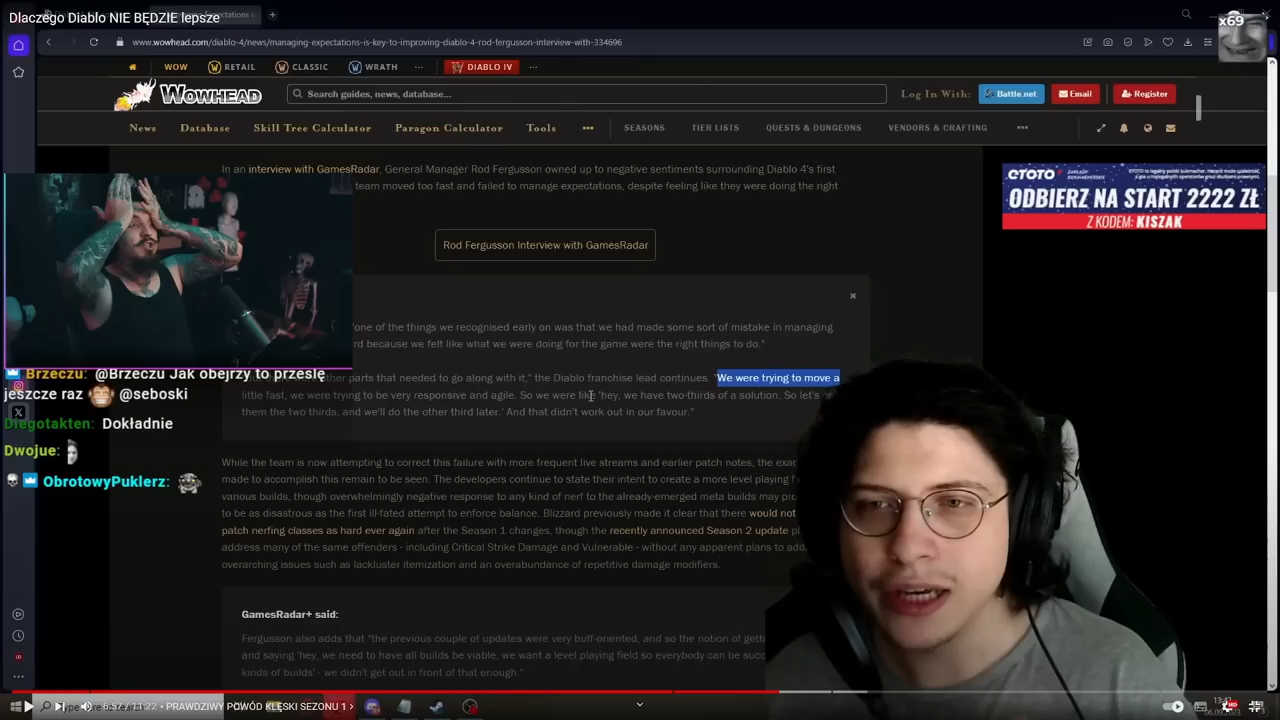 Dlaczego Diablo NIE BĘDZIE lepsze
x69
www.wowhead.com/diablo-4/news/managing-expectations-is-key-to-improving-diablo-4-rod-fergusson-interview-with-334696
WOW RETAIL CLASSIC WRATH DIABLO IV
WOWHEAD
Search guides, news, database...
Log In With: Battle.net Email Register
News Database Skill Tree Calculator Paragon Calculator Tools SEASONS TIER LISTS QUESTS & DUNGEONS VENDORS & CRAFTING
In an interview with GamesRadar, General Manager Rod Fergusson owned up to negative sentiments surrounding Diablo 4's first
team moved too fast and failed to manage expectations, despite feeling like they were doing the right
ETOTO ZAKŁADY BUKMACHERSKIE
ODBIERZ NA START 2222 ZŁ
Z KODEM: KISZAK
Rod Fergusson Interview with GamesRadar
"one of the things we recognised early on was that we had made some sort of mistake in managing
because we felt like what we were doing for the game were the right things to do."
parts that needed to go along with it," the Diablo franchise lead continues. "We were trying to move a
little fast, we were trying to be very responsive and agile. So we were like 'hey, we have two-thirds of a solution. So let's
them the two thirds, and we'll do the other third later.' And that didn't work out in our favour."
Brzeczu: @Brzeczu Jak obejrzy to prześlę
jeszcze raz @seboski
Diegotakten: Dokładnie
Dwojue:
ObrotowyPuklerz:
While the team is now attempting to correct this failure with more frequent live streams and earlier patch notes, the
made to accomplish this remain to be seen. The developers continue to state their intent to create a more level playing
various builds, though overwhelmingly negative response to any kind of nerf to the already-emerged meta builds may
to be as disastrous as the first ill-fated attempt to enforce balance. Blizzard previously made it clear that there would not
patch nerfing classes as hard ever again after the Season 1 changes, though the recently announced Season 2 update
address many of the same offenders - including Critical Strike Damage and Vulnerable - without any apparent plans to
overarching issues such as lackluster itemization and an overabundance of repetitive damage modifiers.
GamesRadar+ said:
Fergusson also adds that "the previous couple of updates were very buff-oriented, and so the notion of
and saying 'hey, we need to have all builds be viable, we want a level playing field so everybody can be
kinds of builds' - we didn't get out in front of that enough."
6:57 / 11:22 • PRAWDZIWY POWÓD KLĘSKI SEZONU 1
13:42
06.09.2023